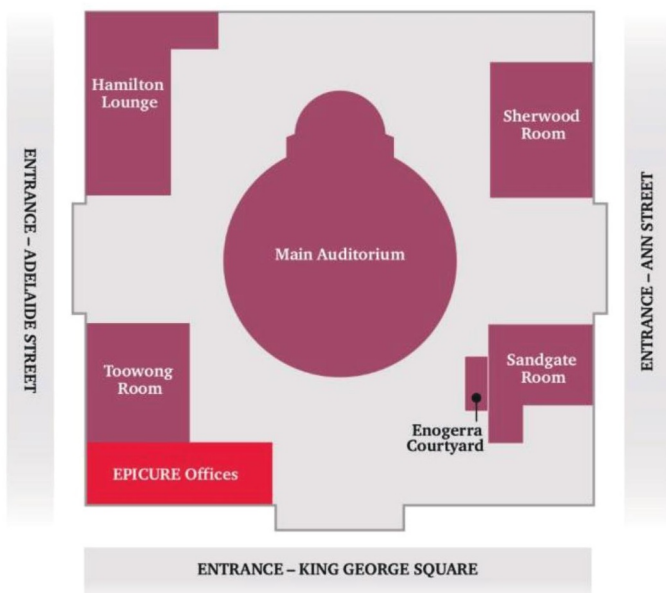 Hamilton
Lounge
Sherwood
Room
ENTRANCE – ADELAIDE STREET
Main Auditorium
ENTRANCE – ANN STREET
Toowong
Room
Sandgate
Room
Enogerra
Courtyard
EPICURE Offices
ENTRANCE – KING GEORGE SQUARE